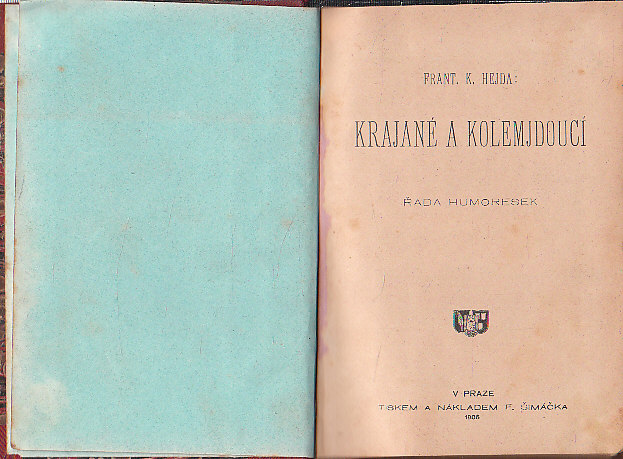 FRANT. K. HEJDA:
KRAJANÉ A KOLEMJDOUCÍ
ŘADA HUMORESEK
V PRAZE
TISKEM A NÁKLADEM F. ŠIMÁČKA